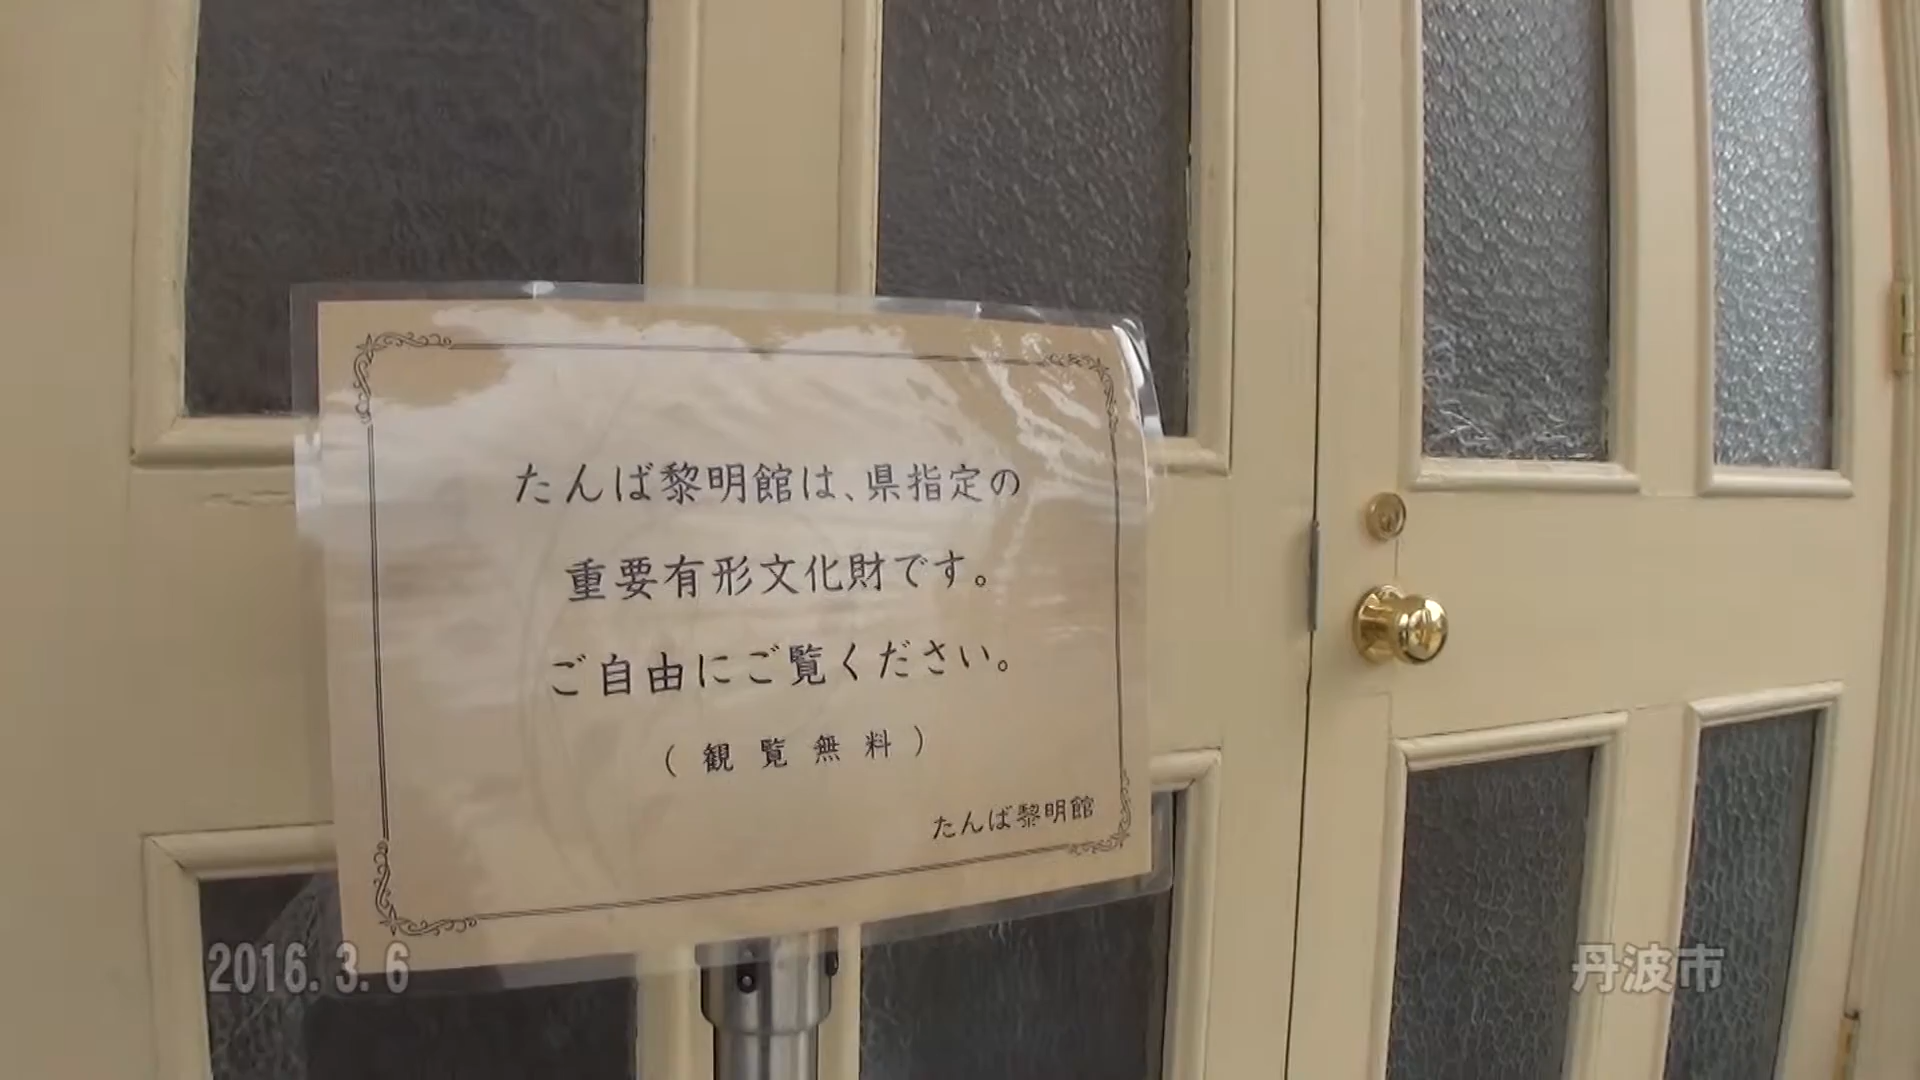 たんば黎明館は、県指定の
重要有形文化財です。
ご自由にご覧ください。
(観覧無料)
たんば黎明館
2016. 3. 6
丹波市